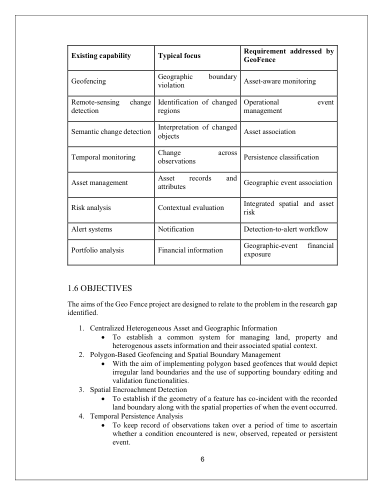 Existing capability Typical focus Requirement addressed by
GeoFence
Geofencing Geographic boundary
violation Asset-aware monitoring
Remote-sensing change
detection Identification of changed
regions Operational event
management
Semantic change detection Interpretation of changed
objects Asset association
Temporal monitoring Change across
observations Persistence classification
Asset management Asset records and
attributes Geographic event association
Risk analysis Contextual evaluation Integrated spatial and asset
risk
Alert systems Notification Detection-to-alert workflow
Portfolio analysis Financial information Geographic-event financial
exposure
1.6 OBJECTIVES
The aims of the Geo Fence project are designed to relate to the problem in the research gap
identified.
1. Centralized Heterogeneous Asset and Geographic Information
• To establish a common system for managing land, property and
heterogenous assets information and their associated spatial context.
2. Polygon-Based Geofencing and Spatial Boundary Management
• With the aim of implementing polygon based geofences that would depict
irregular land boundaries and the use of supporting boundary editing and
validation functionalities.
3. Spatial Encroachment Detection
• To establish if the geometry of a feature has co-incident with the recorded
land boundary along with the spatial properties of when the event occurred.
4. Temporal Persistence Analysis
• To keep record of observations taken over a period of time to ascertain
whether a condition encountered is new, observed, repeated or persistent
event.
6